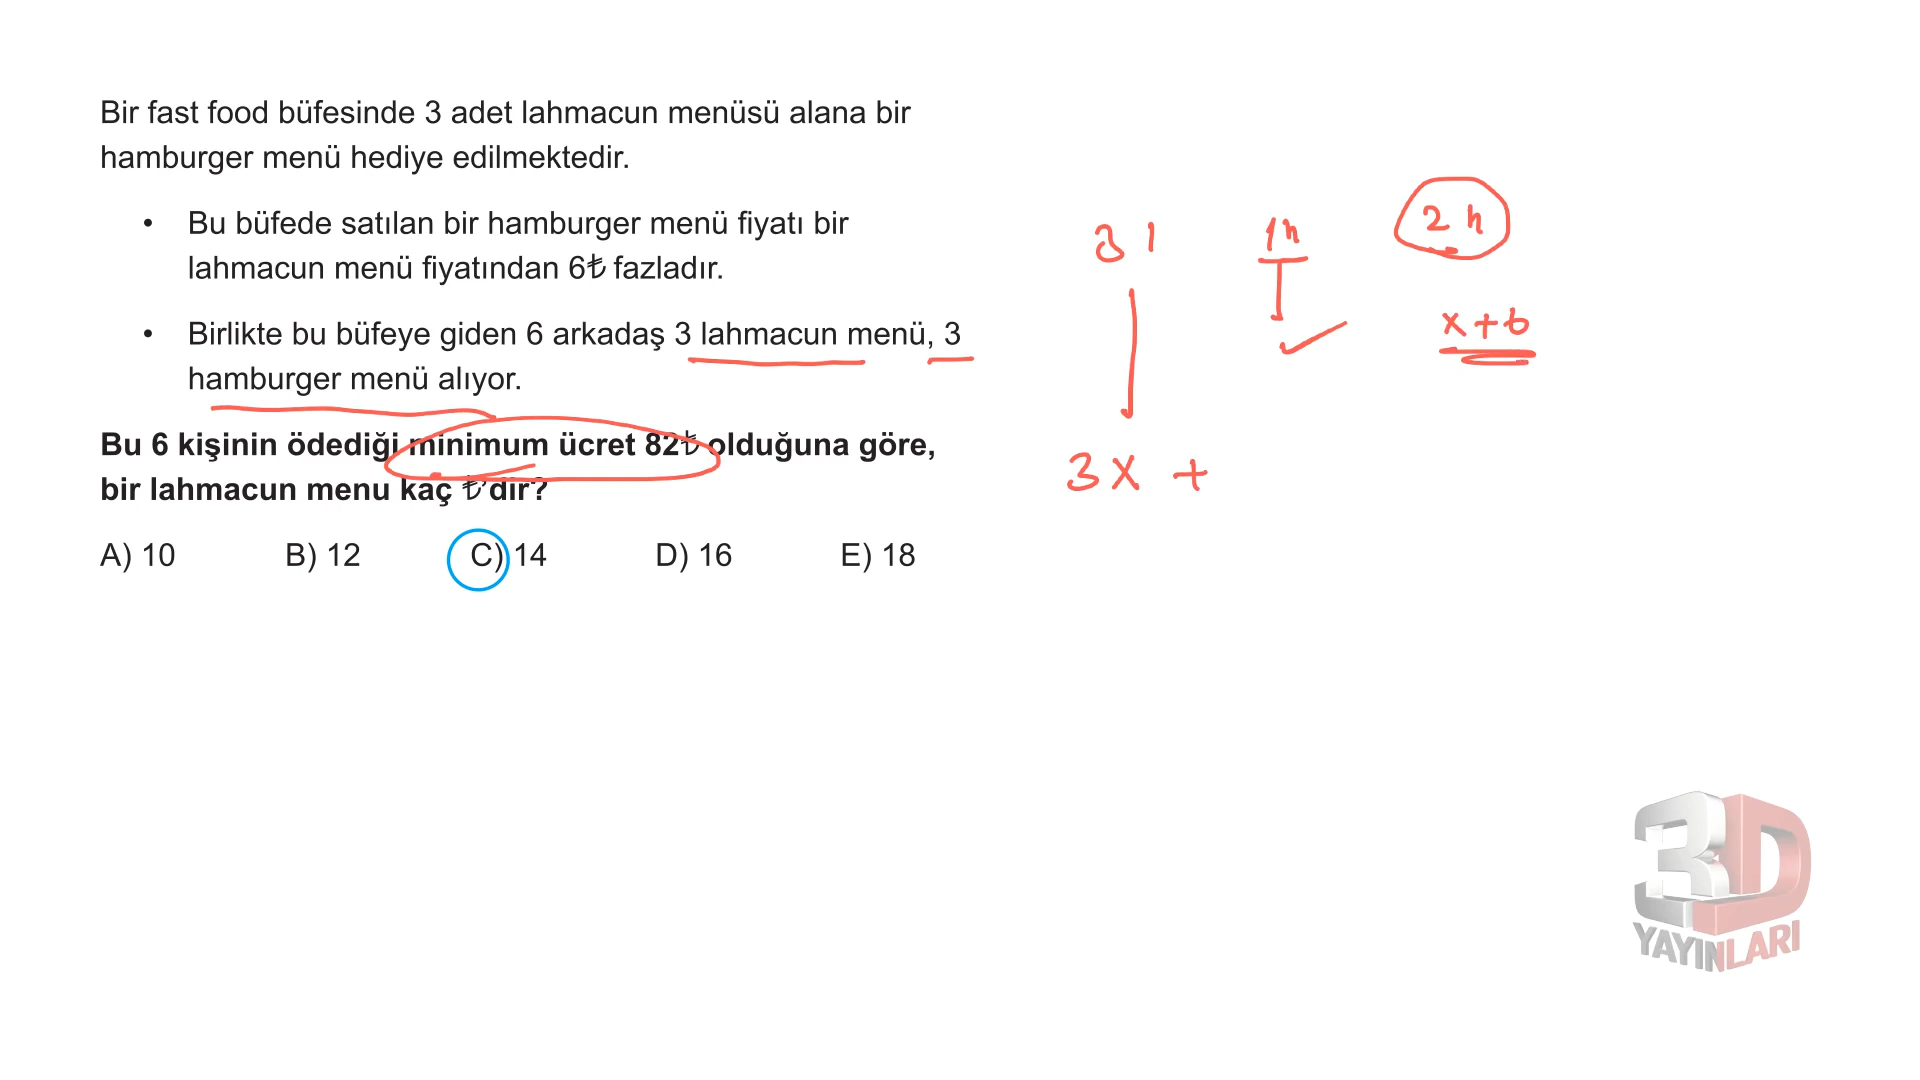 Bir fast food büfesinde 3 adet lahmacun menüsü alana bir
hamburger menü hediye edilmektedir.
• Bu büfede satılan bir hamburger menü fiyatı bir
lahmacun menü fiyatından 6₺ fazladır.
• Birlikte bu büfeye giden 6 arkadaş 3 lahmacun menü, 3
hamburger menü alıyor.
Bu 6 kişinin ödediği minimum ücret 82₺ olduğuna göre,
bir lahmacun menu kaç ₺'dir?
A) 10 B) 12 C) 14 D) 16 E) 18
3 l 1h 2 h
x+6
3x +
3D
YAYINLARI